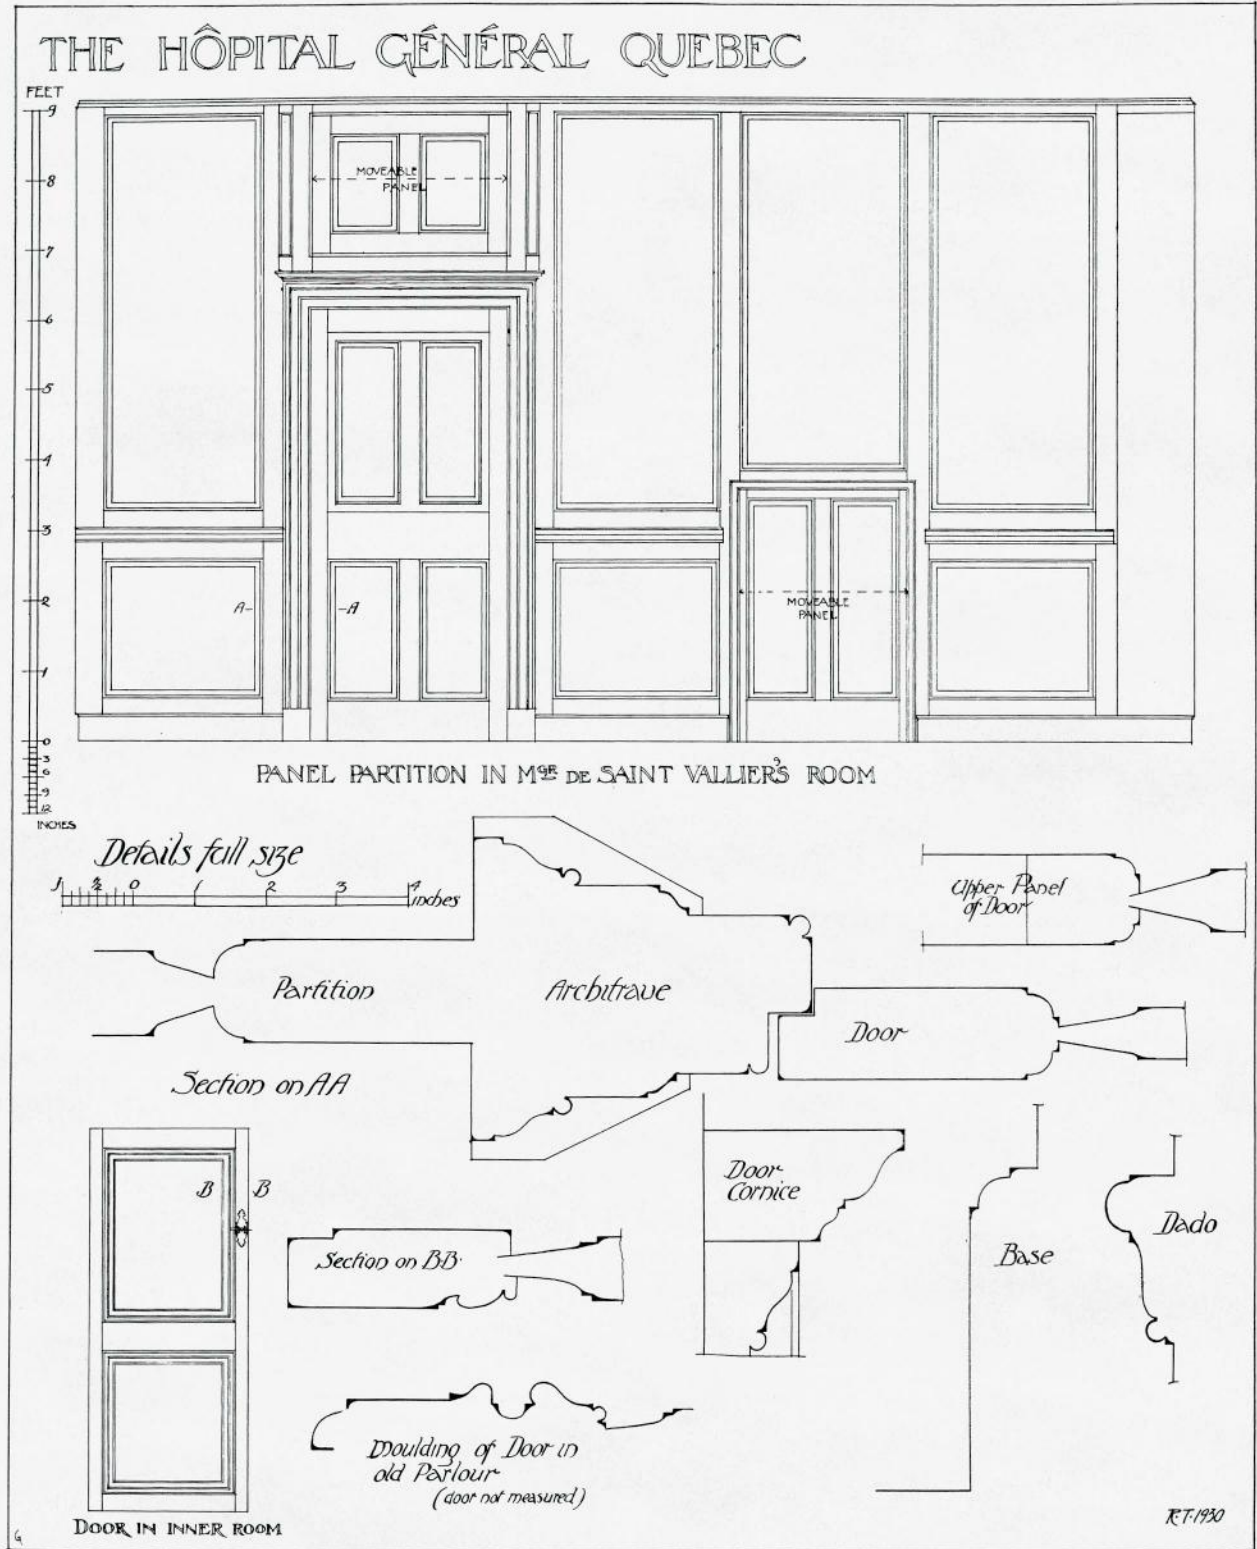 THE HÔPITAL GÉNÉRAL QUEBEC
FEET
9
8
7
6
5
4
3
2
1
0
3
6
9
12
INCHES
MOVEABLE
PANEL
A-
-A
MOVEABLE
PANEL
PANEL PARTITION IN MGR DE SAINT VALLIER'S ROOM
Details full size
1 ½ 0 1 2 3 4 inches
Upper Panel
of Door
Partition
Architrave
Door
Section on AA
B B
Door
Cornice
Section on B.B.
Base
Dado
Moulding of Door in
old Parlour
(door not measured)
DOOR IN INNER ROOM
R.T. 1930
G